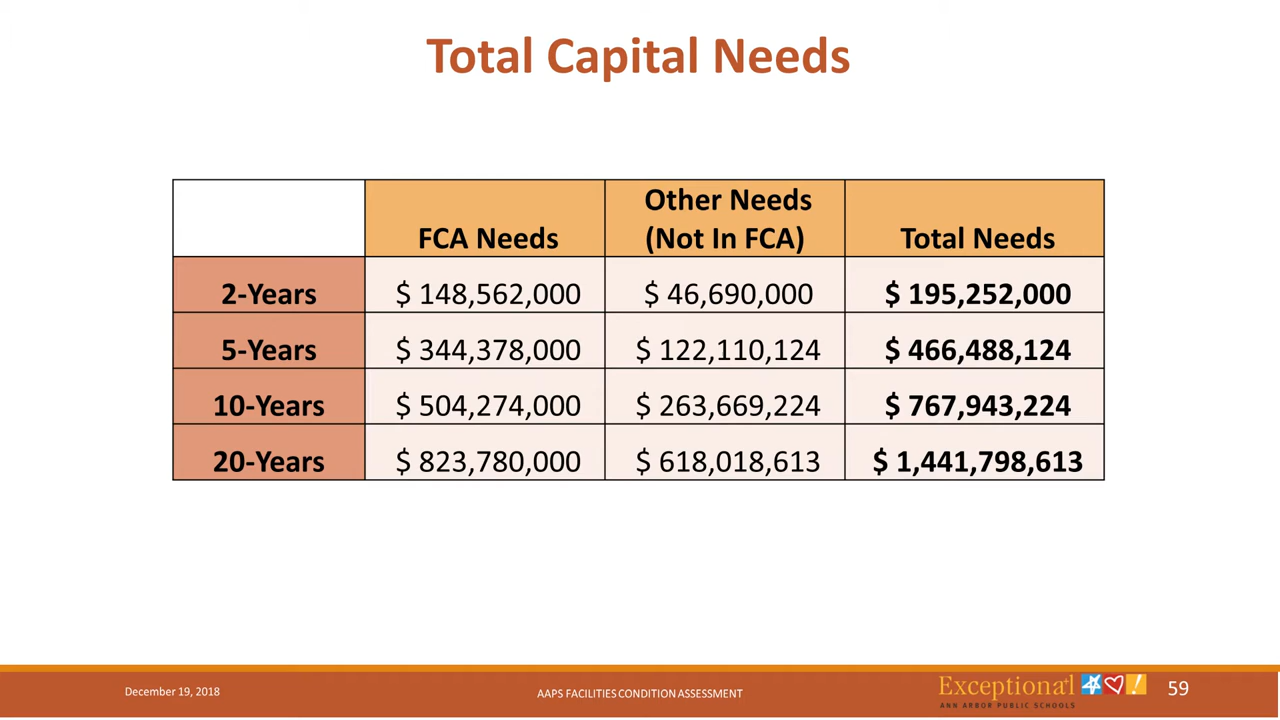 Total Capital Needs
FCA Needs
Other Needs
(Not In FCA)
Total Needs
2-Years $ 148,562,000 $ 46,690,000 $ 195,252,000
5-Years $ 344,378,000 $ 122,110,124 $ 466,488,124
10-Years $ 504,274,000 $ 263,669,224 $ 767,943,224
20-Years $ 823,780,000 $ 618,018,613 $ 1,441,798,613
December 19, 2018
AAPS FACILITIES CONDITION ASSESSMENT
Exceptional
ANN ARBOR PUBLIC SCHOOLS
59